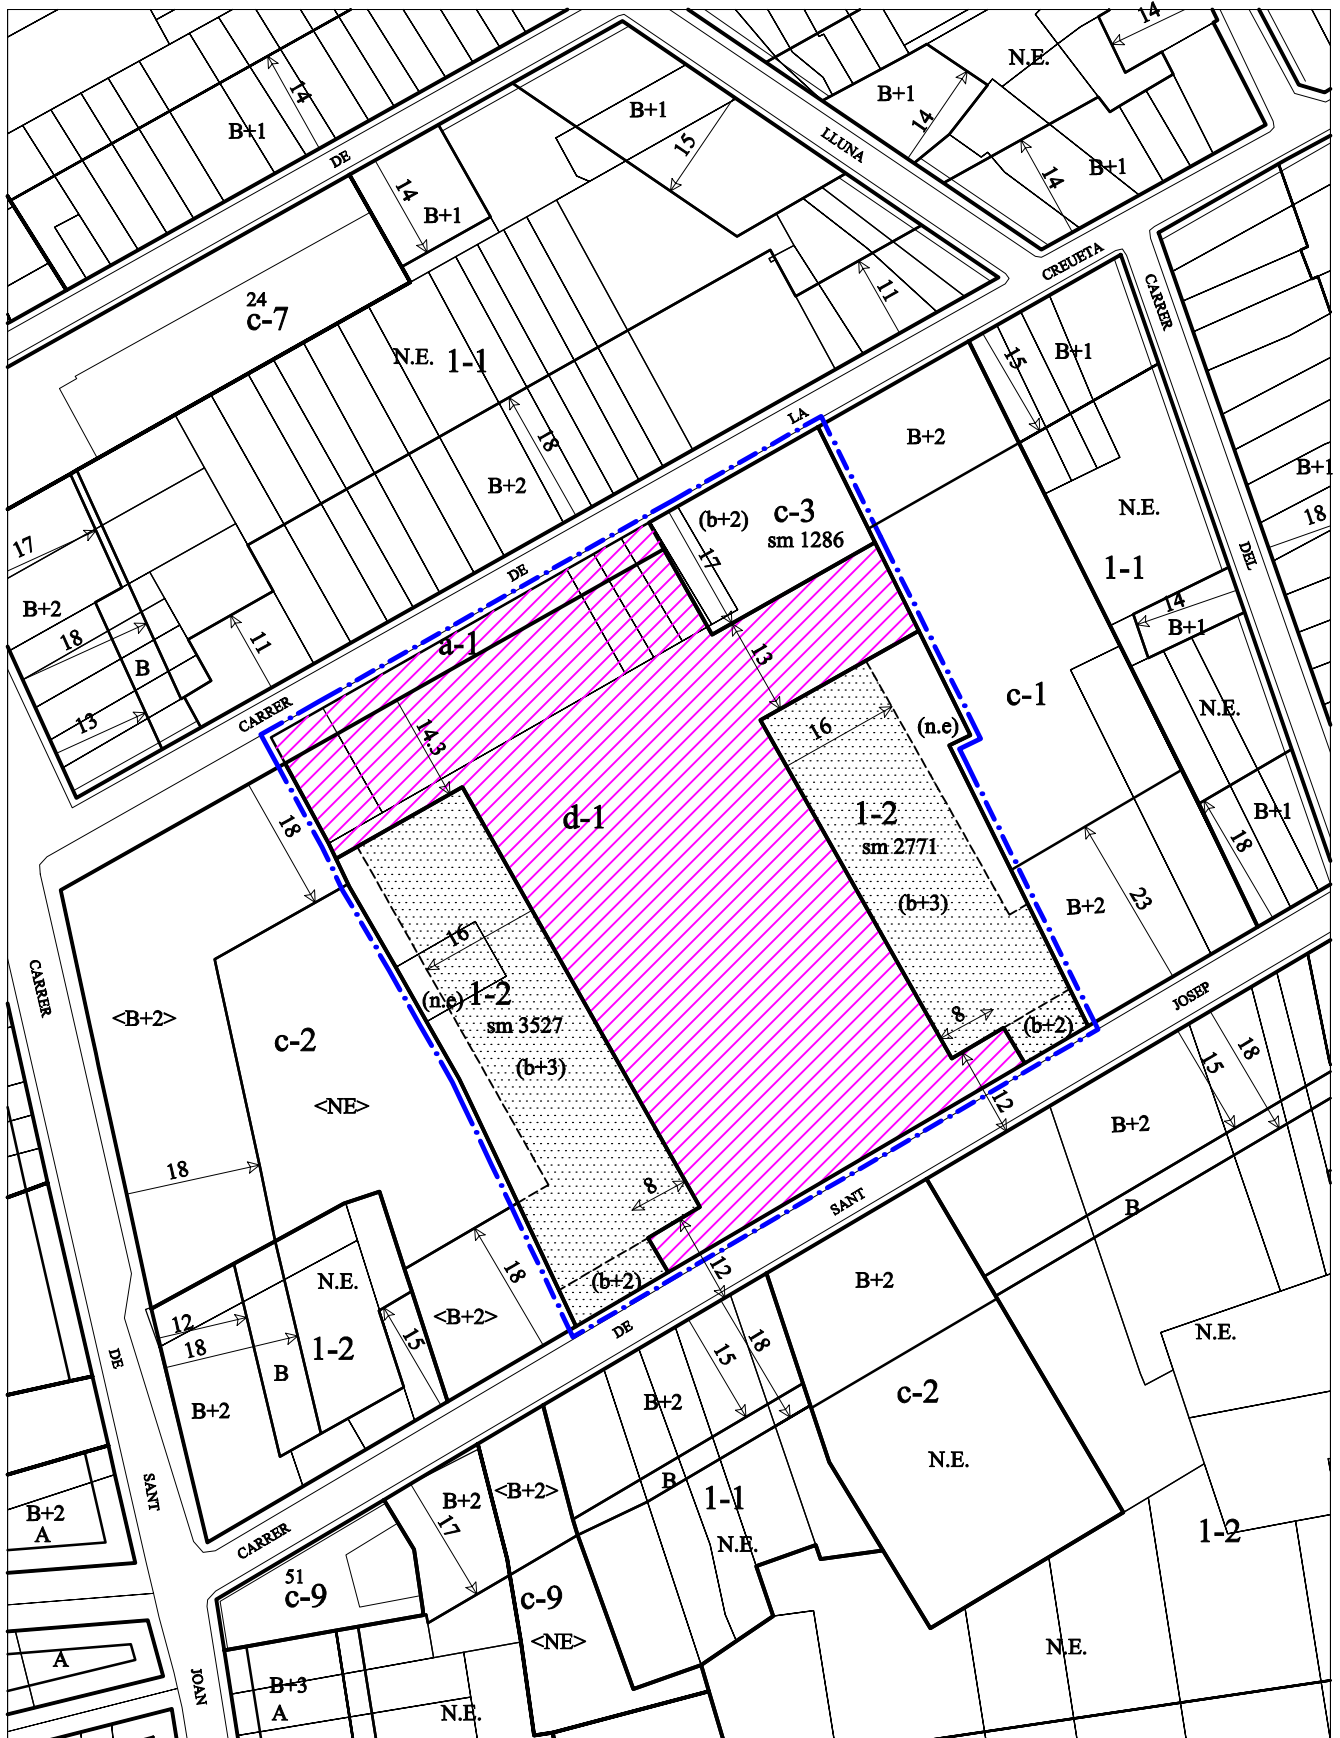 14
N.E.
14
B+1
14
B+1
B+1
14
LLUNA
15
DE
B+1
14
14
B+1
CREUETA
CARRER
24
c-7
11
N.E.
1-1
15
B+1
LA
18
B+2
B+1
B+2
N.E.
18
17
(b+2)
c-3
sm 1286
17
DEL
1-1
DE
B+2
18
14
B+1
11
a-1
B
13
c-1
N.E.
13
CARRER
14.3
16
(n.e)
d-1
1-2
sm 2771
18
B+1
18
(b+3)
B+2
23
16
CARRER
(n.e)
1-2
JOSEP
<B+2>
sm 3527
8
(b+2)
c-2
18
15
(b+3)
<NE>
12
B+2
18
8
SANT
B
12
18
N.E.
(b+2)
B+2
<B+2>
12
18
DE
18
N.E.
15
1-2
15
DE
B
c-2
B+2
B+2
N.E.
B
SANT
<B+2>
B+2
1-1
B+2
A
17
1-2
CARRER
N.E.
51
c-9
c-9
<NE>
N.E.
A
JOAN
B+3
A
N.E.